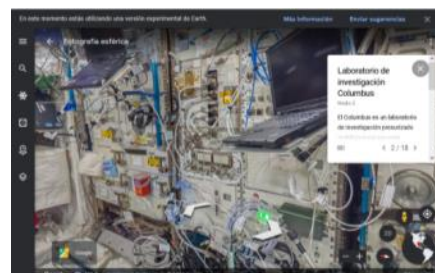 En este momento estás utilizando una versión experimental de Earth.
Más información
Enviar sugerencias
Fotografía esférica
Laboratorio de
investigación
Columbus
El Columbus es un laboratorio
de investigación presurizado
2 / 18
Google